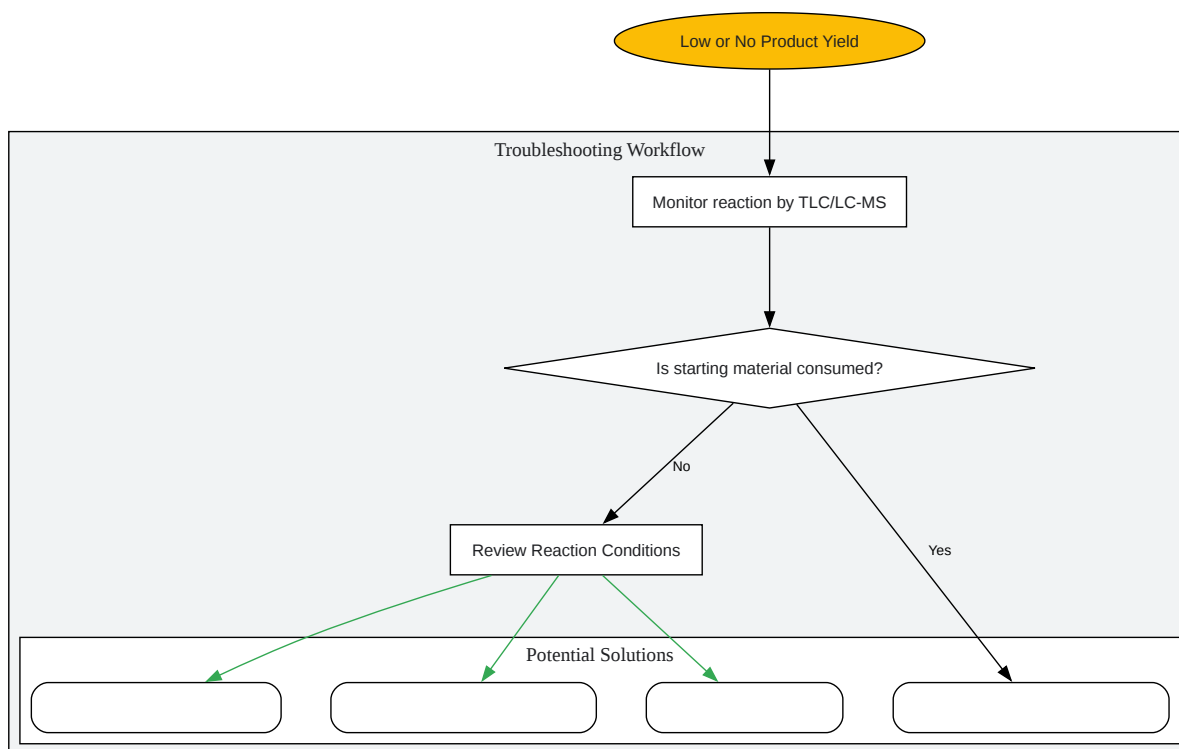 Low or No Product Yield
Troubleshooting Workflow
Monitor reaction by TLC/LC-MS
Is starting material consumed?
No
Review Reaction Conditions
Yes
Potential Solutions